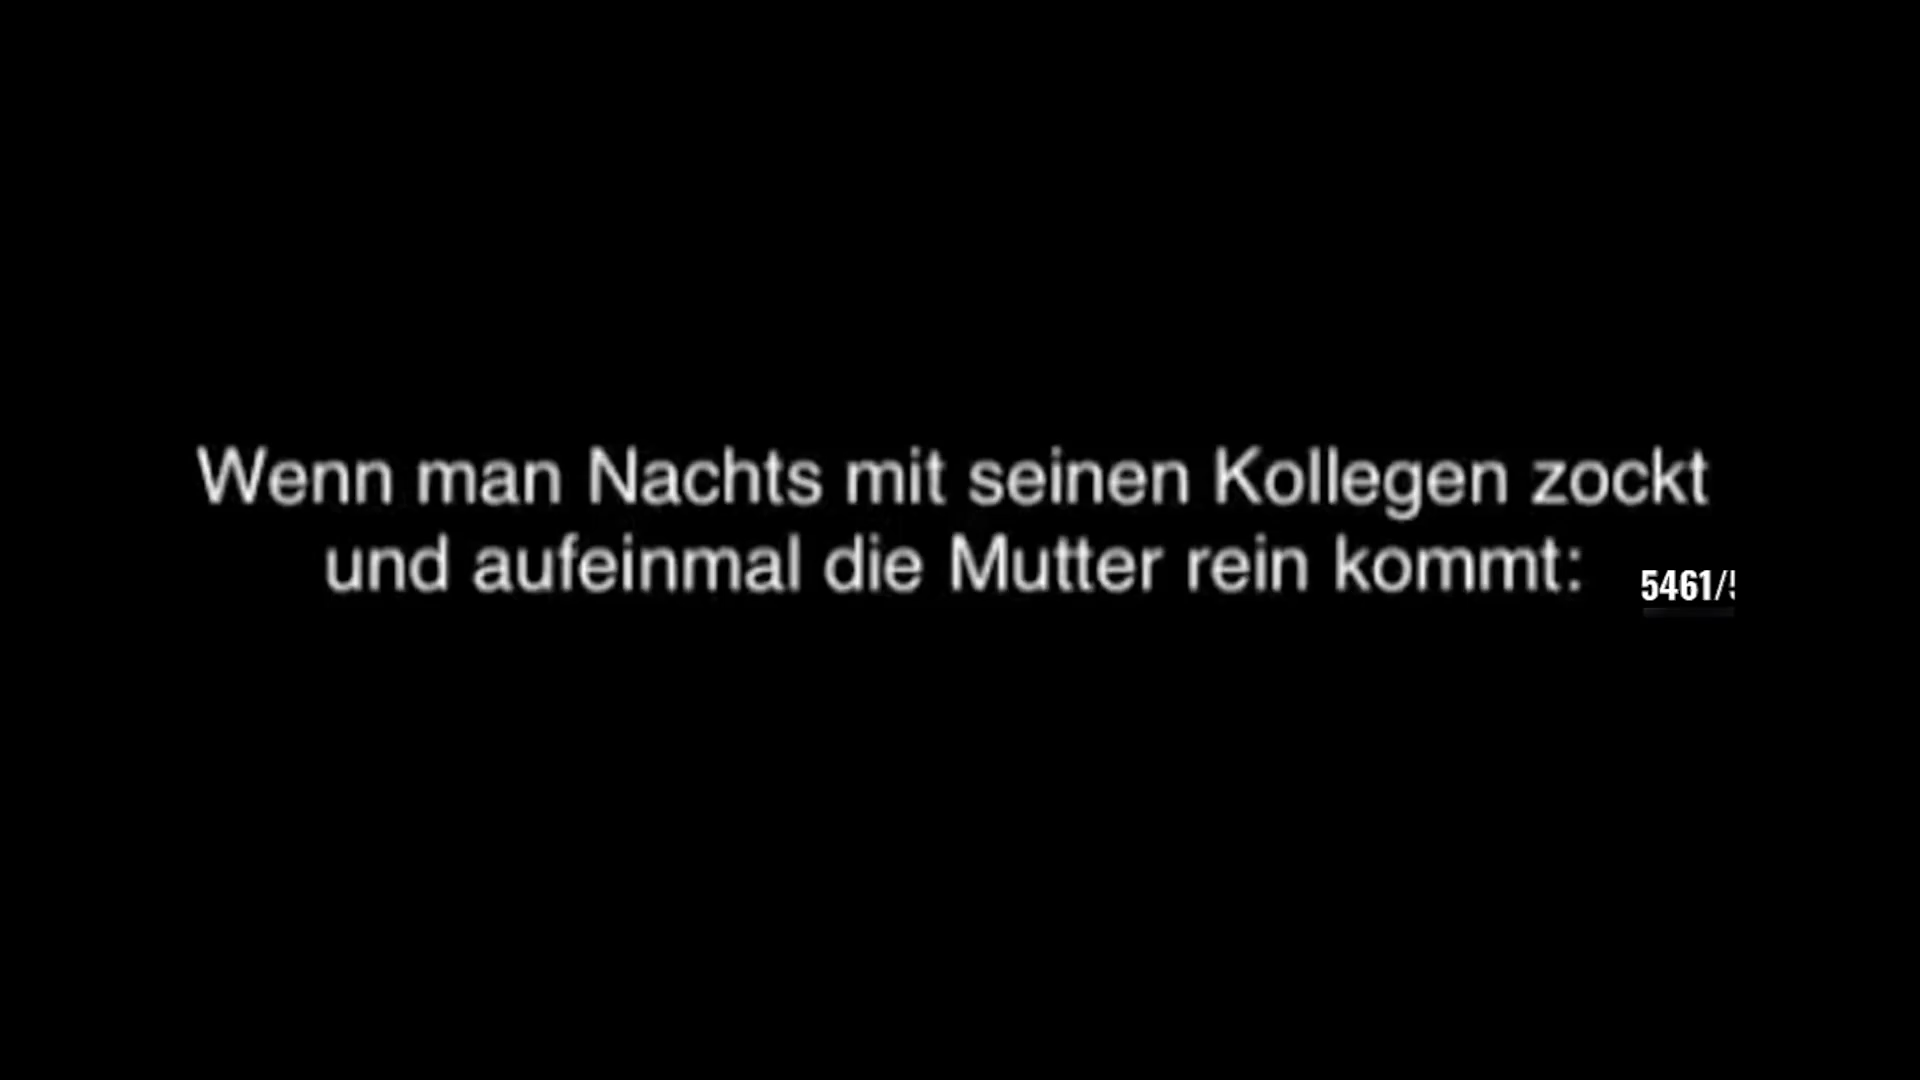 Wenn man Nachts mit seinen Kollegen zockt
und aufeinmal die Mutter rein kommt:
5461/